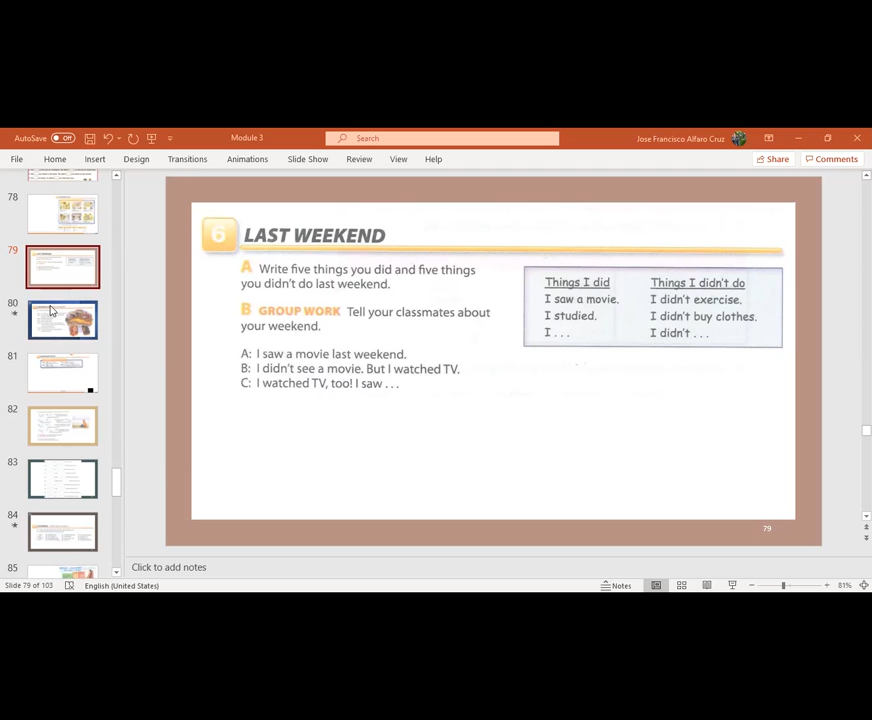 AutoSave Off
Module 3
Search
Jose Francisco Alfaro Cruz
File Home Insert Design Transitions Animations Slide Show Review View Help
Share Comments
78
79
80
81
82
83
84
85
6 LAST WEEKEND
A Write five things you did and five things
you didn't do last weekend.
B GROUP WORK Tell your classmates about
your weekend.
A: I saw a movie last weekend.
B: I didn't see a movie. But I watched TV.
C: I watched TV, too! I saw . . .
Things I did Things I didn't do
I saw a movie. I didn't exercise.
I studied. I didn't buy clothes.
I . . . I didn't . . .
79
Click to add notes
Slide 79 of 103 English (United States) Notes 81%